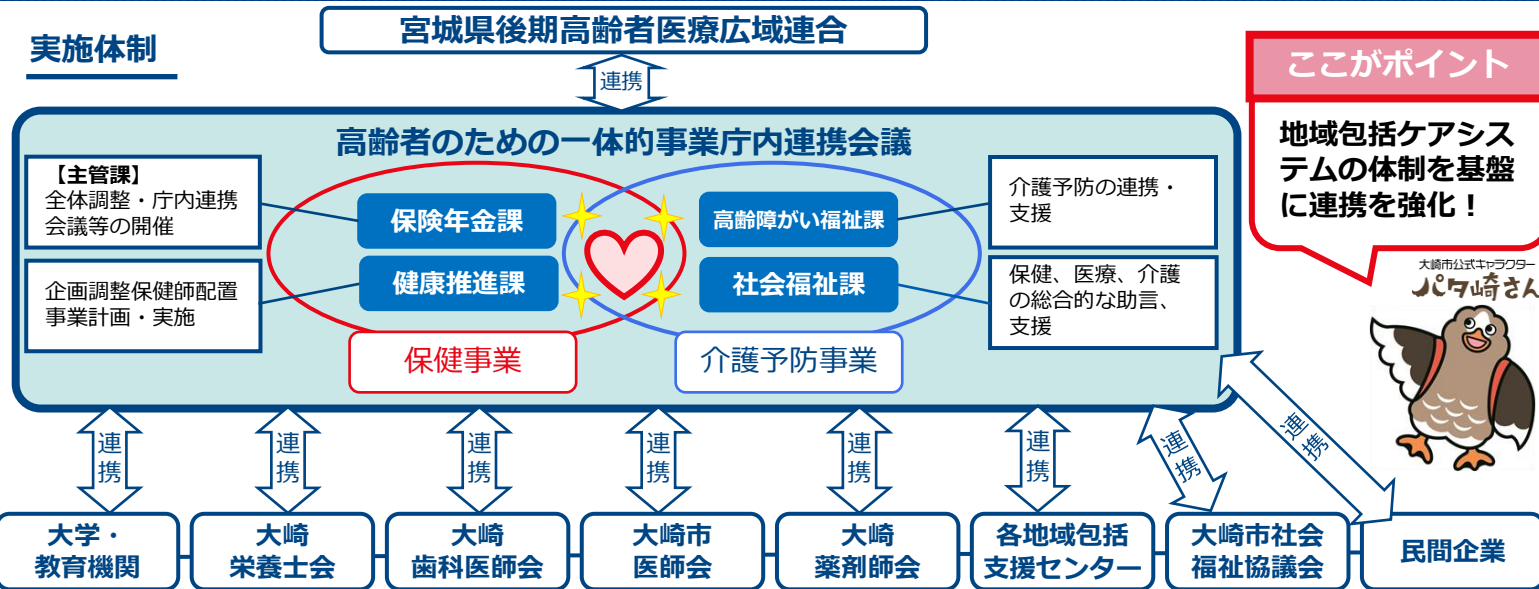 実施体制
宮城県後期高齢者医療広域連合
連携
高齢者のための一体的事業庁内連携会議
【主管課】
全体調整・庁内連携
会議等の開催
企画調整保健師配置
事業計画・実施
保険年金課
健康推進課
高齢障がい福祉課
社会福祉課
介護予防の連携・
支援
保健、医療、介護
の総合的な助言、
支援
保健事業
介護予防事業
ここがポイント
地域包括ケアシス
テムの体制を基盤
に連携を強化！
大崎市公式キャラクター
パタ崎さん
連携
連携
連携
連携
連携
連携
連携
連携
大学・
教育機関
大崎
栄養士会
大崎
歯科医師会
大崎市
医師会
大崎
薬剤師会
各地域包括
支援センター
大崎市社会
福祉協議会
民間企業